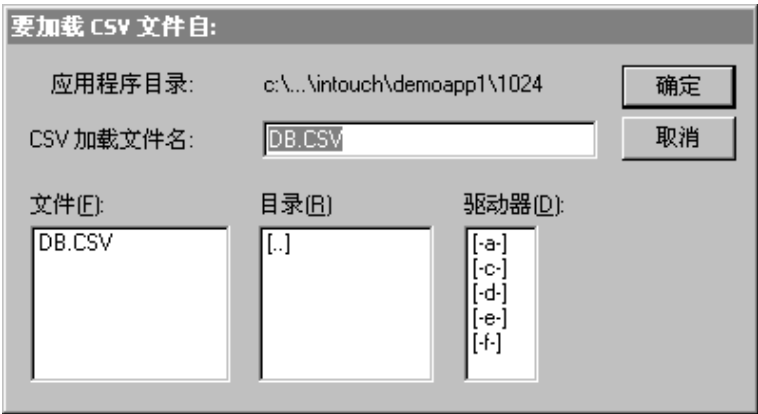 要加载 CSV 文件自:
应用程序目录: c:\...\intouch\demoapp1\1024 确定
CSV 加载文件名: DB.CSV 取消
文件(F): 目录(R) 驱动器(D):
DB.CSV [..] [-a-]
[-c-]
[-d-]
[-e-]
[-f-]